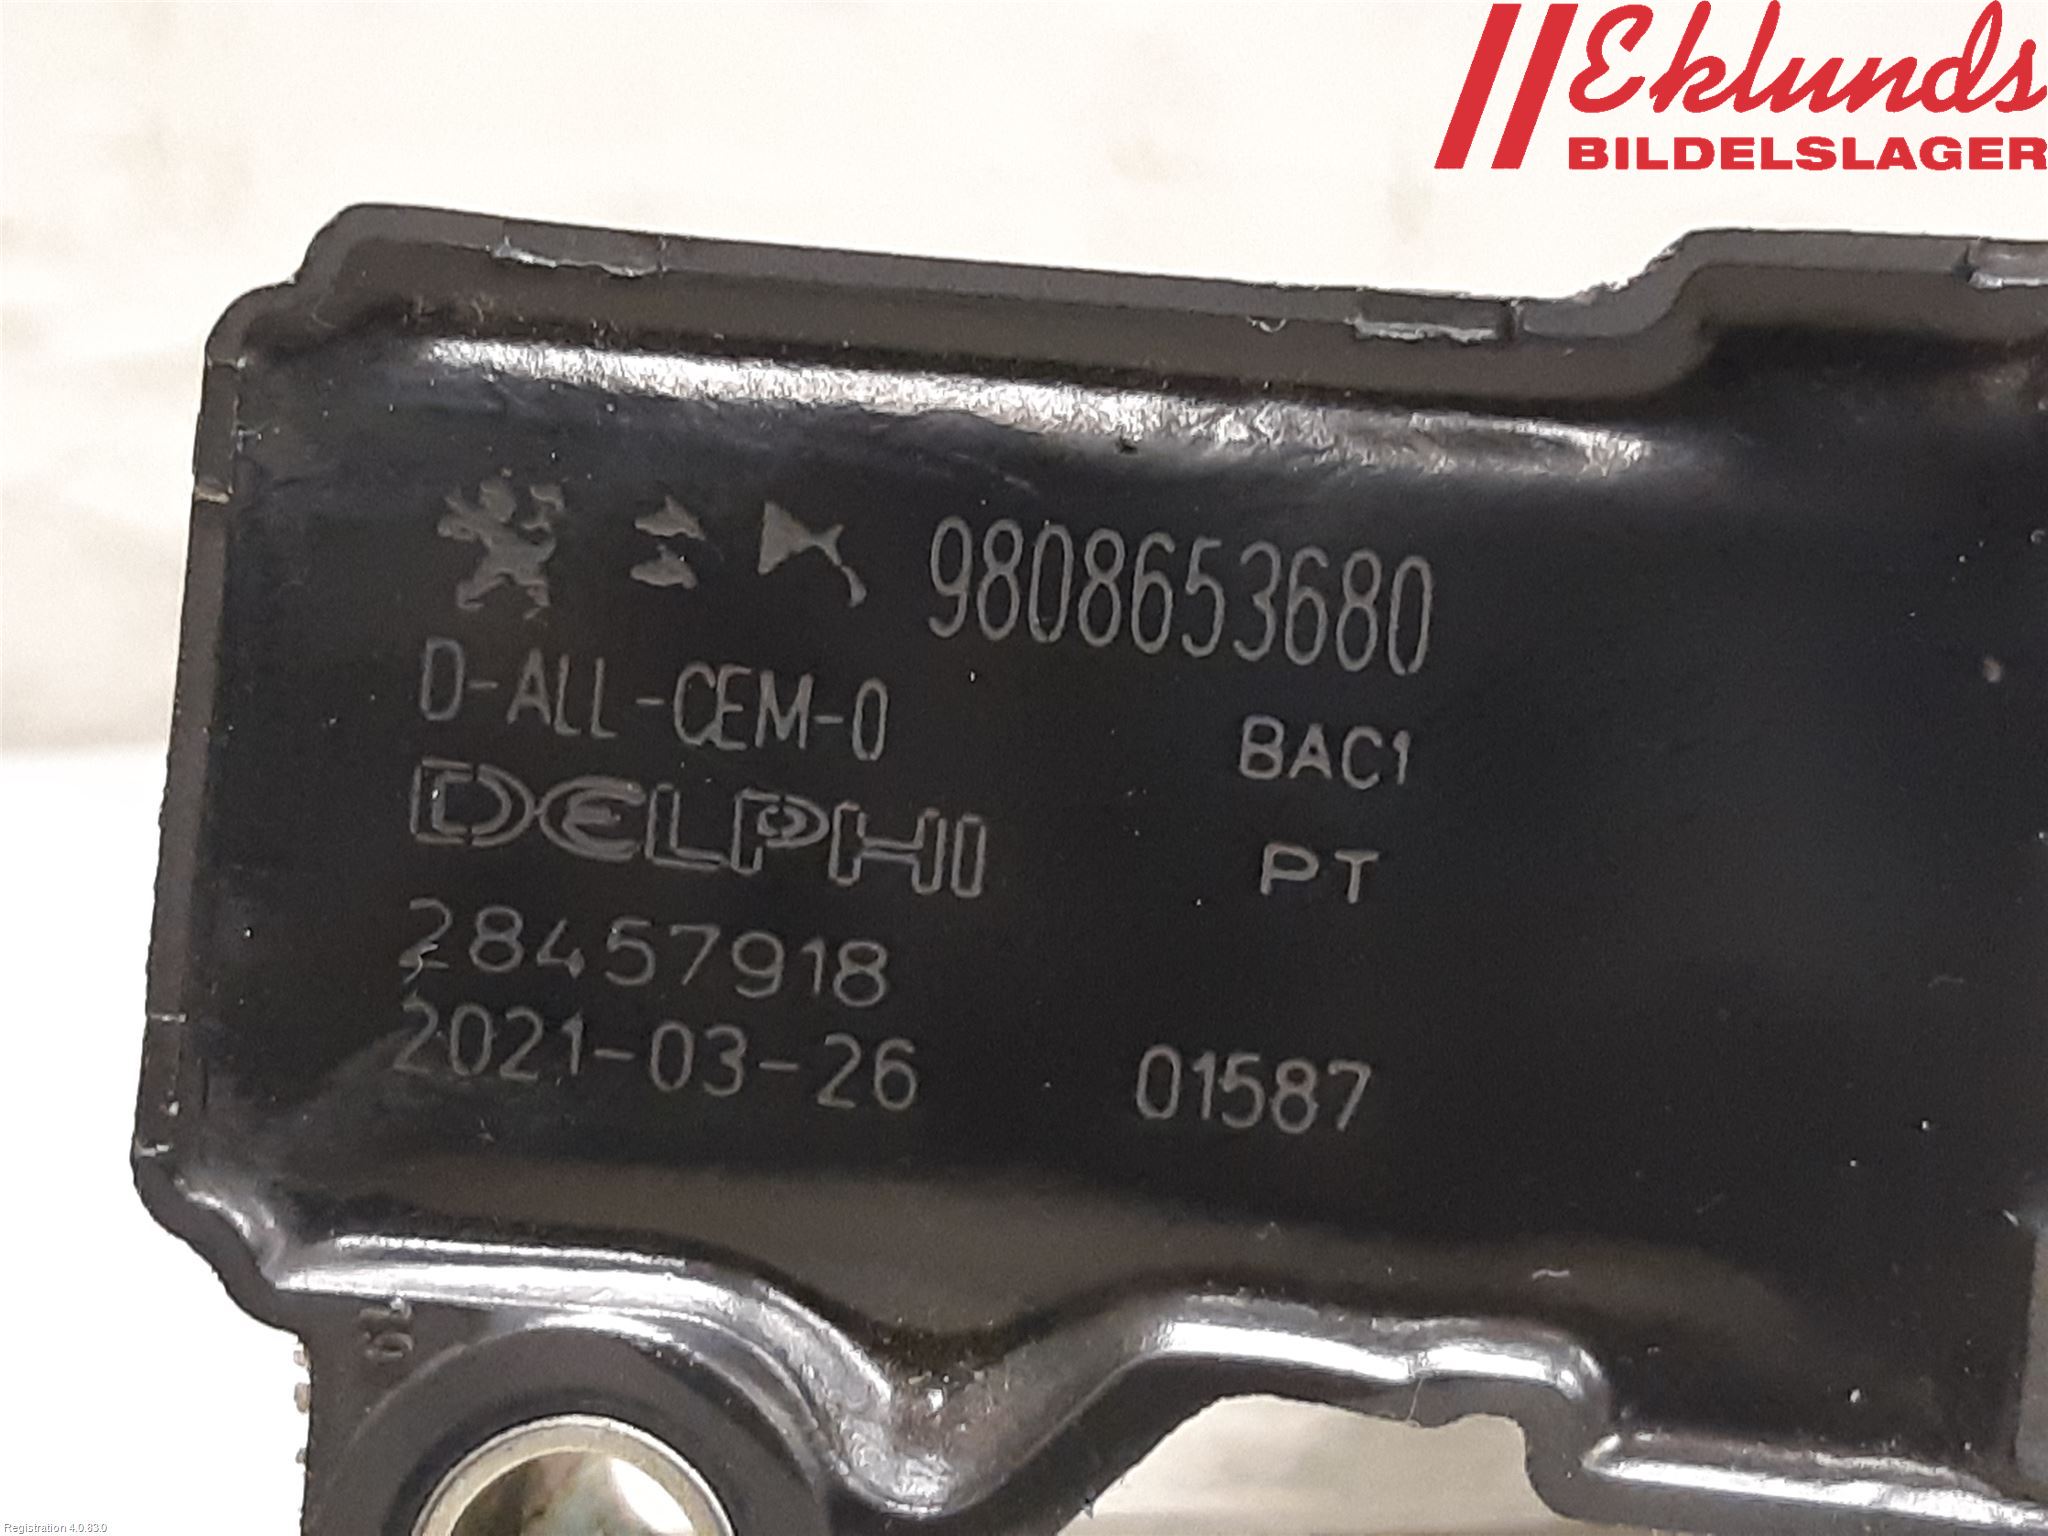 Eklunds
BILDELSLAGER
9808653680
D-ALL-CEM-0
BAC1
DELPHI
PT
28457918
2021-03-26 01587
Registration 4.0.83.0